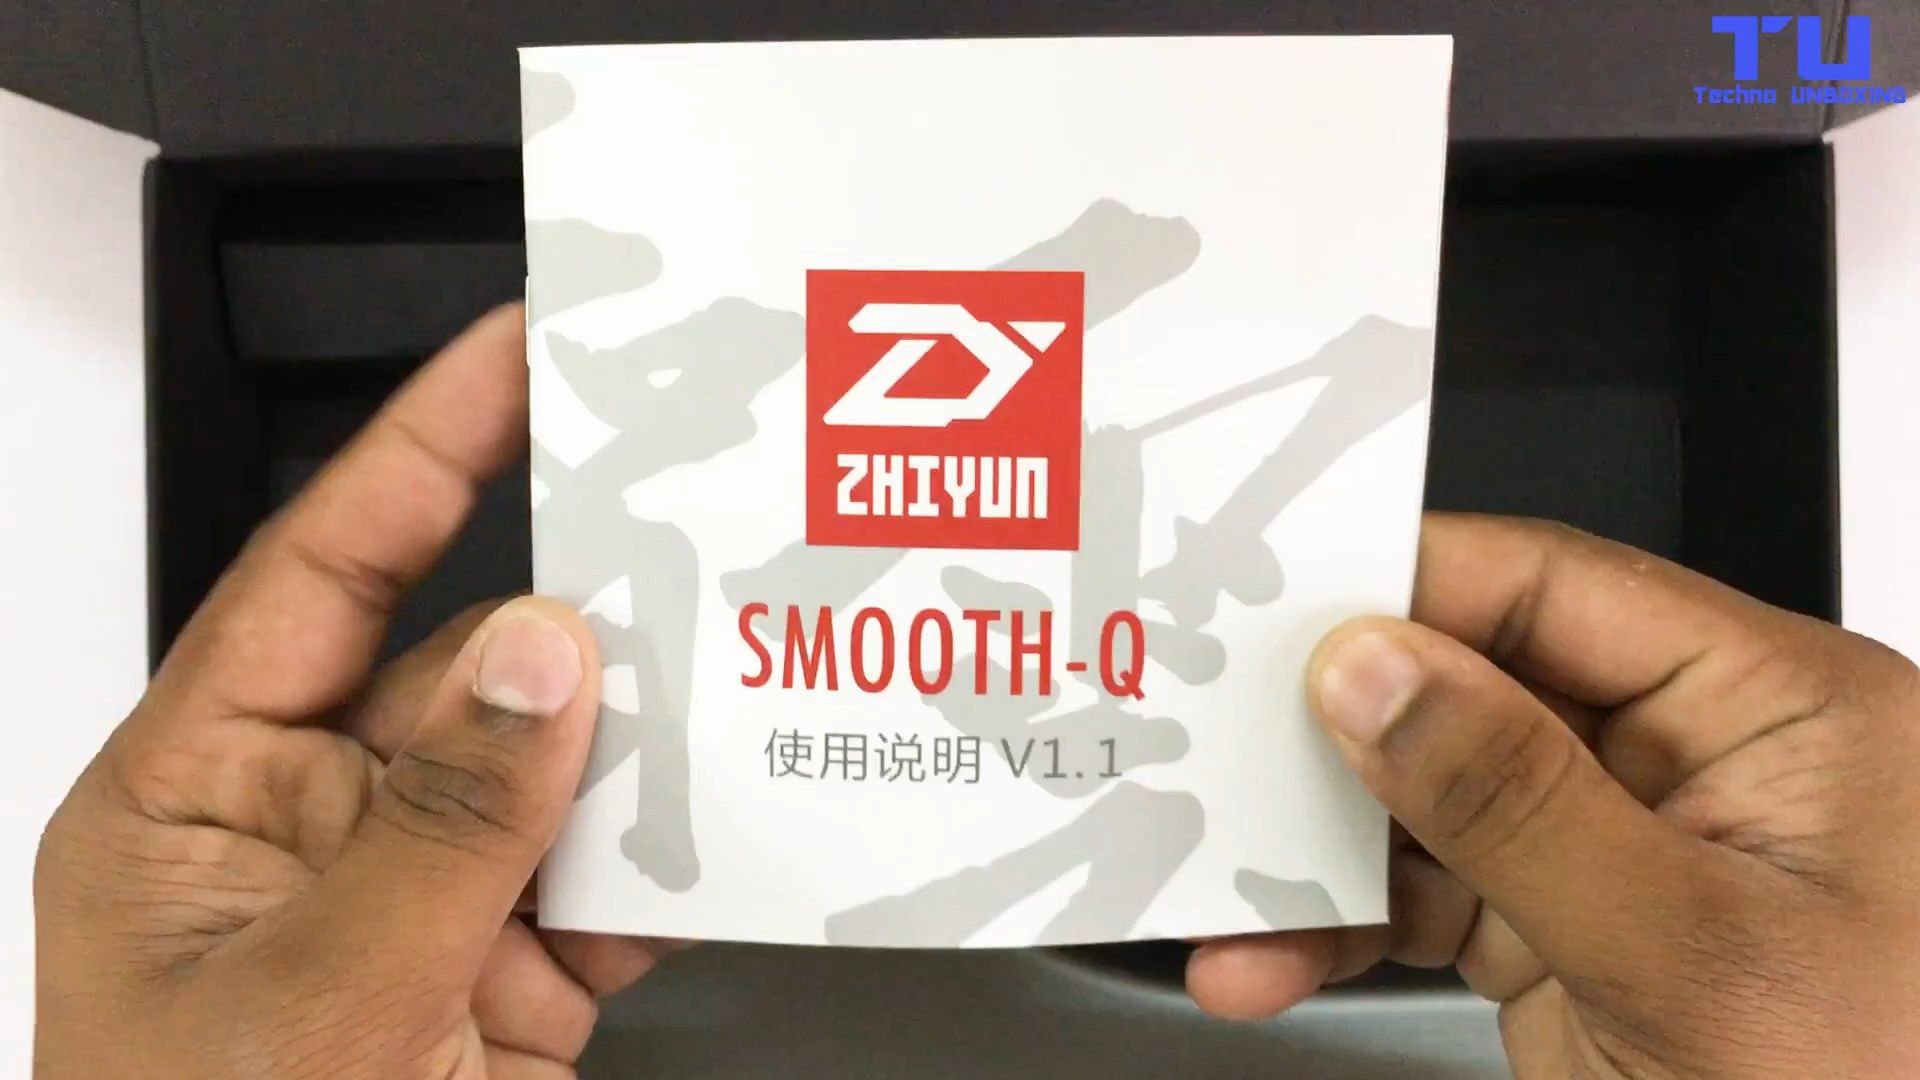 TU
Techno UNBOXING
ZHIYUN
SMOOTH-Q
使用说明 V1.1